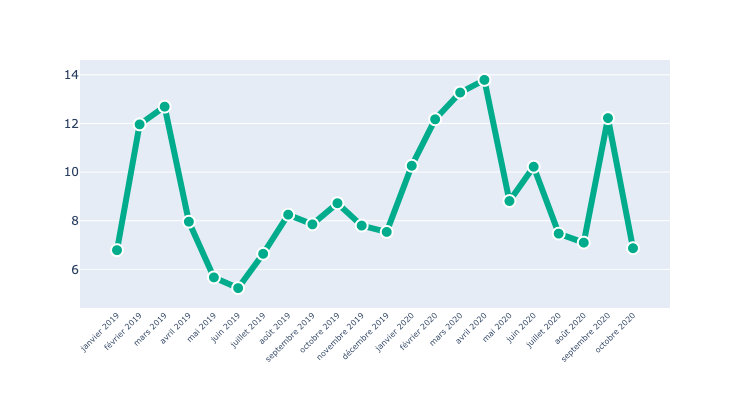 14
12
10
8
6
janvier 2019
février 2019
mars 2019
avril 2019
mai 2019
juin 2019
juillet 2019
août 2019
septembre 2019
octobre 2019
novembre 2019
décembre 2019
janvier 2020
février 2020
mars 2020
avril 2020
mai 2020
juin 2020
juillet 2020
août 2020
septembre 2020
octobre 2020